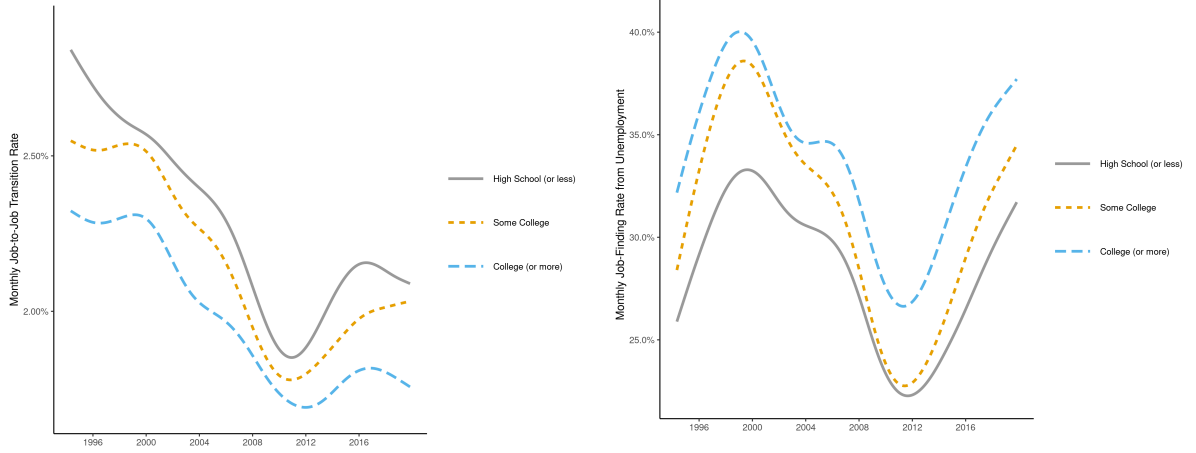 Monthly Job-to-Job Transition Rate
2.50%
2.00%
1996 2000 2004 2008 2012 2016
High School (or less)
Some College
College (or more)
Monthly Job-Finding Rate from Unemployment
40.0%
35.0%
30.0%
25.0%
1996 2000 2004 2008 2012 2016
High School (or less)
Some College
College (or more)